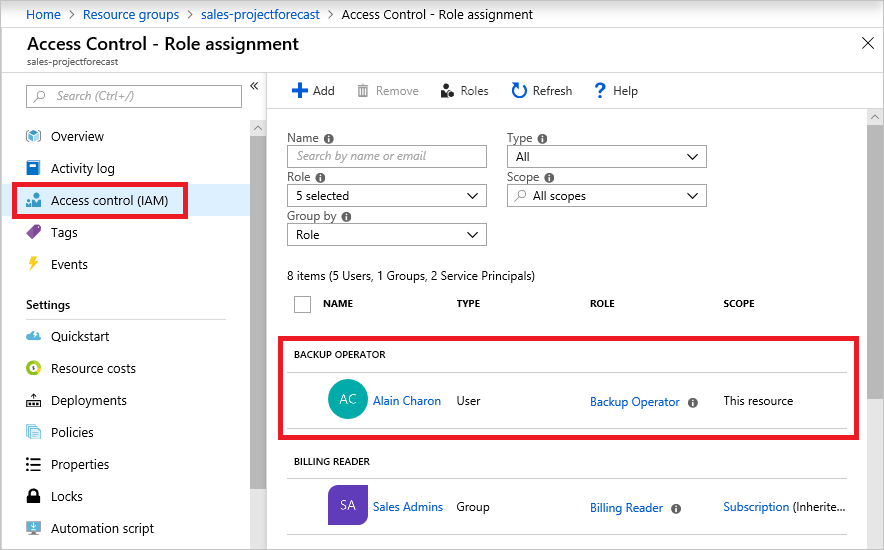 Home > Resource groups > sales-projectforecast > Access Control - Role assignment
Access Control - Role assignment
sales-projectforecast
Search (Ctrl+/)
Overview
Activity log
Access control (IAM)
Tags
Events
Settings
Quickstart
Resource costs
Deployments
Policies
Properties
Locks
Automation script
Add Remove Roles Refresh Help
Name Type
Search by name or email All
Role Scope
5 selected All scopes
Group by
Role
8 items (5 Users, 1 Groups, 2 Service Principals)
NAME TYPE ROLE SCOPE
BACKUP OPERATOR
AC Alain Charon User Backup Operator This resource
BILLING READER
SA Sales Admins Group Billing Reader Subscription (Inherite...